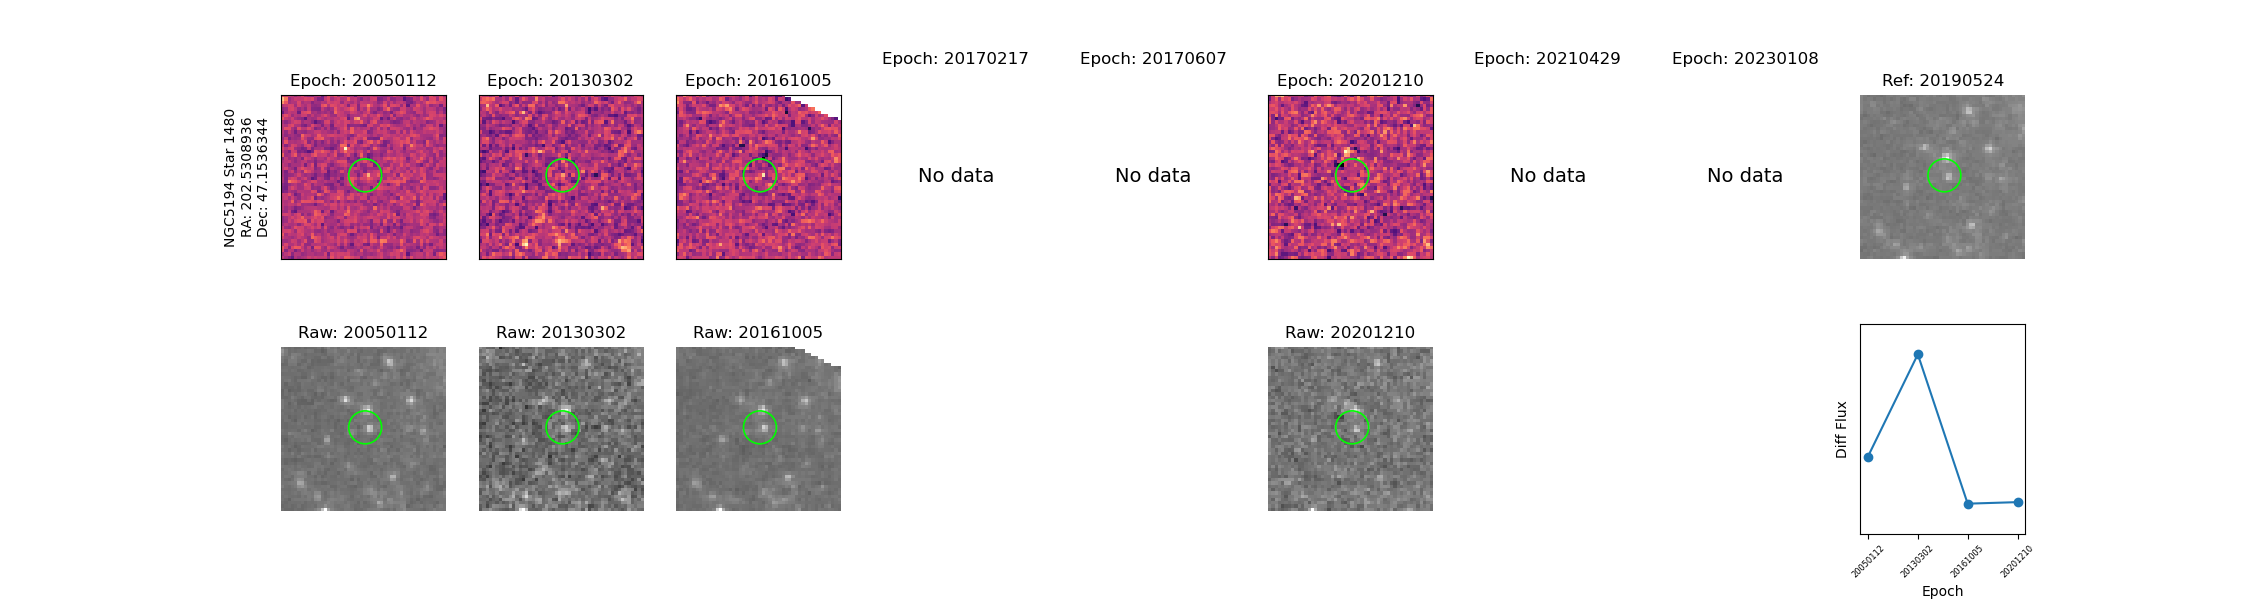 Epoch: 20050112
Epoch: 20130302
Epoch: 20161005
Epoch: 20170217
Epoch: 20170607
Epoch: 20201210
Epoch: 20210429
Epoch: 20230108
Ref: 20190524
NGC5194 Star 1480
RA: 202.5308936
Dec: 47.1536344
No data
No data
No data
No data
Raw: 20050112
Raw: 20130302
Raw: 20161005
Raw: 20201210
Diff Flux
20050112
20130302
20161005
20201210
Epoch